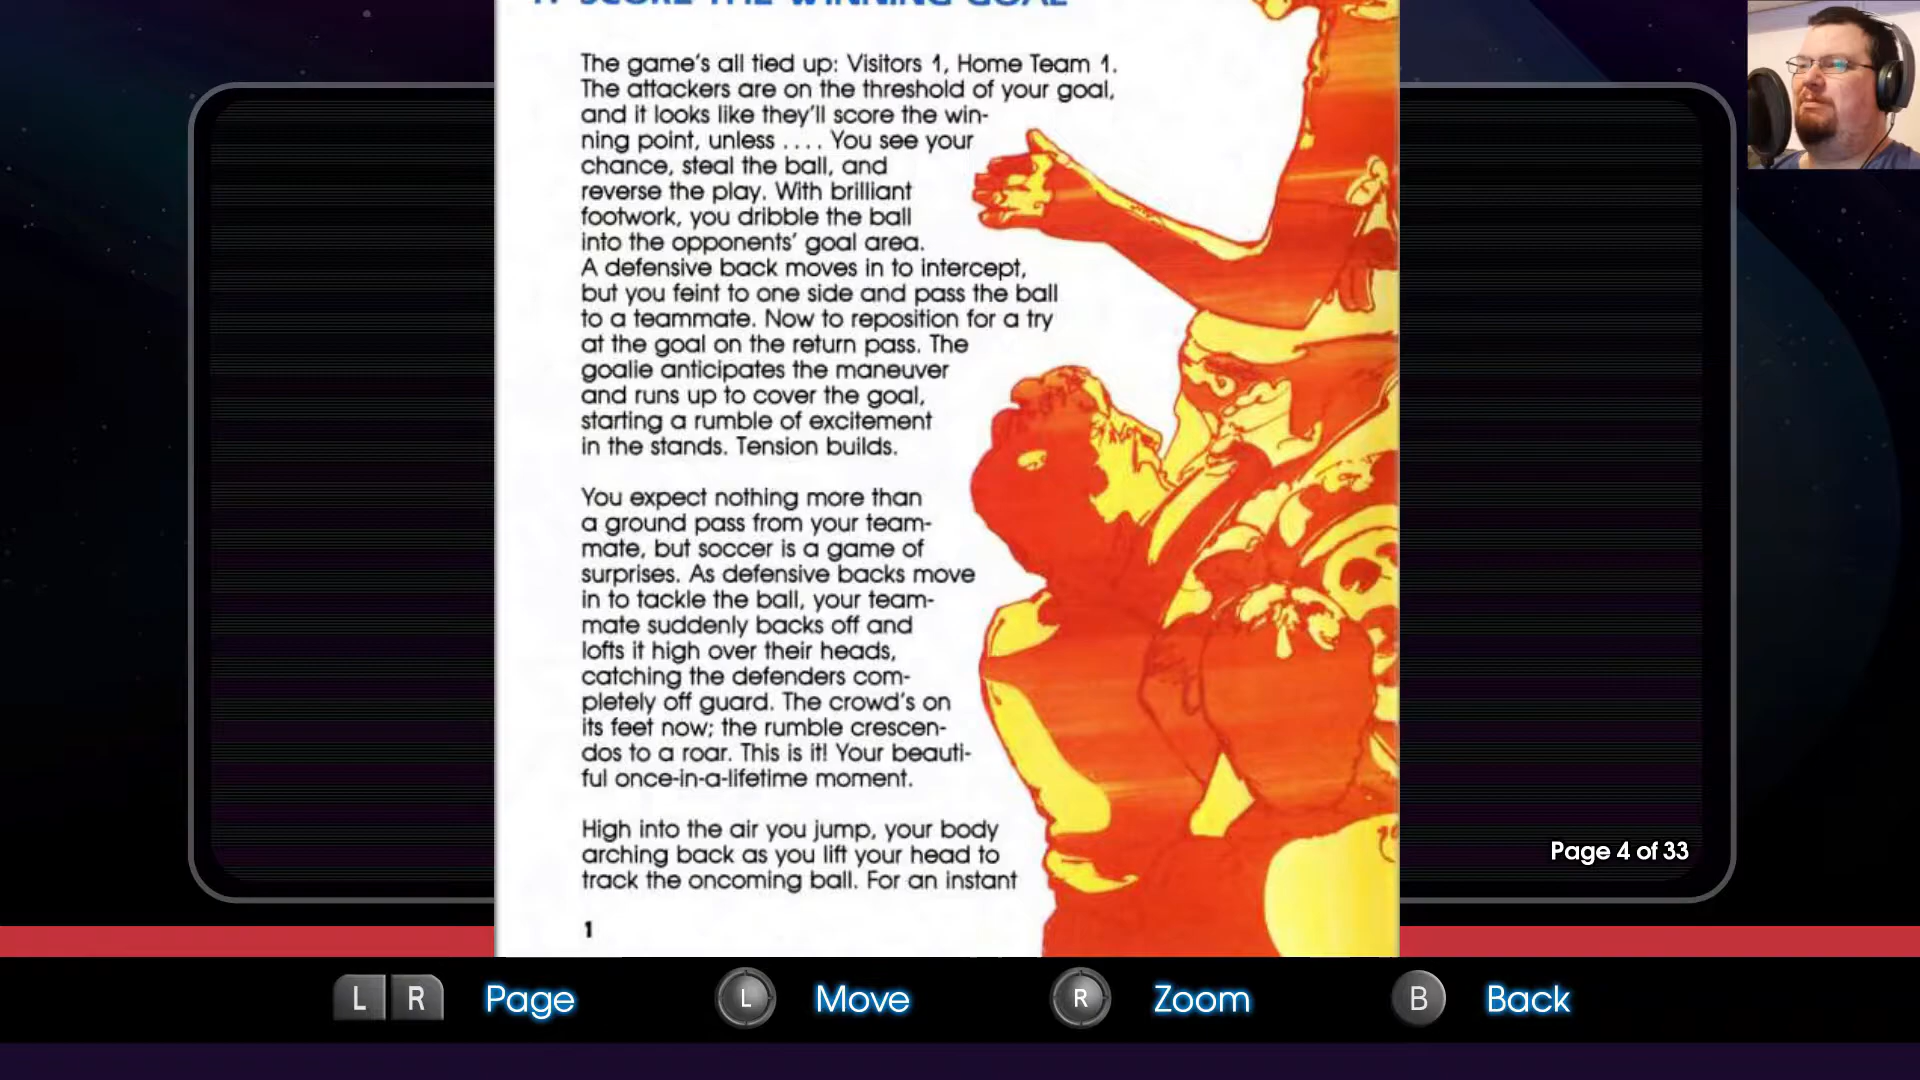 1. SCORE THE WINNING GOAL
The game's all tied up: Visitors 1, Home Team 1.
The attackers are on the threshold of your goal,
and it looks like they'll score the win-
ning point, unless .... You see your
chance, steal the ball, and
reverse the play. With brilliant
footwork, you dribble the ball
into the opponents' goal area.
A defensive back moves in to intercept,
but you feint to one side and pass the ball
to a teammate. Now to reposition for a try
at the goal on the return pass. The
goalie anticipates the maneuver
and runs up to cover the goal,
starting a rumble of excitement
in the stands. Tension builds.
You expect nothing more than
a ground pass from your team-
mate, but soccer is a game of
surprises. As defensive backs move
in to tackle the ball, your team-
mate suddenly backs off and
lofts it high over their heads,
catching the defenders com-
pletely off guard. The crowd's on
its feet now; the rumble crescen-
dos to a roar. This is it! Your beauti-
ful once-in-a-lifetime moment.
High into the air you jump, your body
arching back as you lift your head to
track the oncoming ball. For an instant
1
Page 4 of 33
L R Page
L Move
R Zoom
B Back